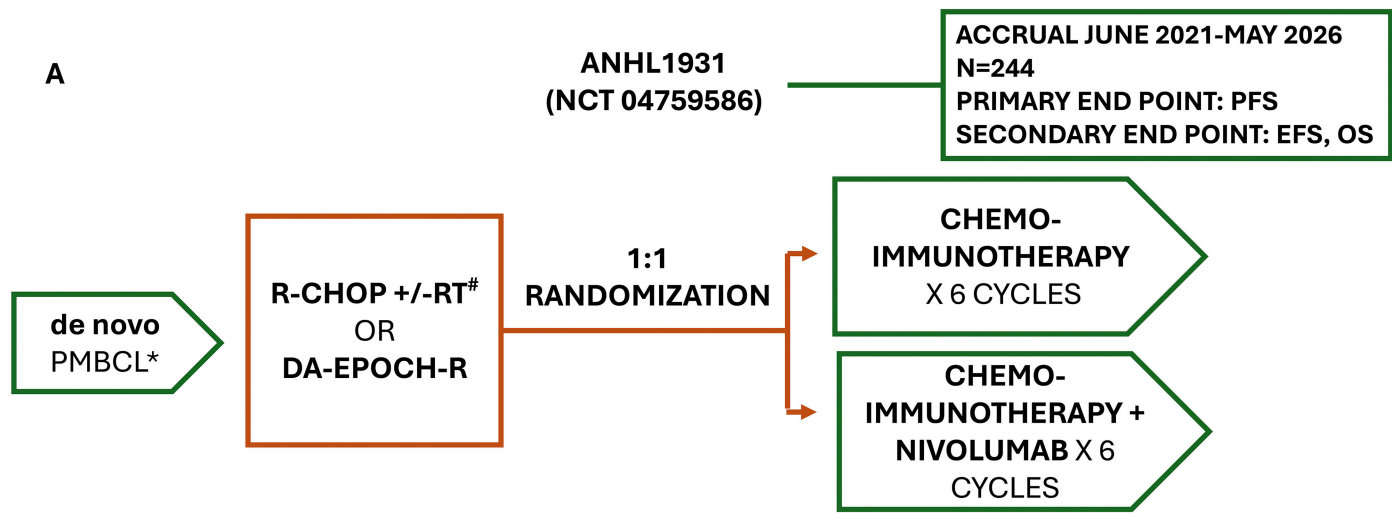 A
ANHL1931
(NCT 04759586)
ACCRUAL JUNE 2021-MAY 2026
N=244
PRIMARY END POINT: PFS
SECONDARY END POINT: EFS, OS
de novo
PMBCL*
R-CHOP +/-RT#
OR
DA-EPOCH-R
1:1
RANDOMIZATION
CHEMO-
IMMUNOTHERAPY
X 6 CYCLES
CHEMO-
IMMUNOTHERAPY +
NIVOLUMAB X 6
CYCLES